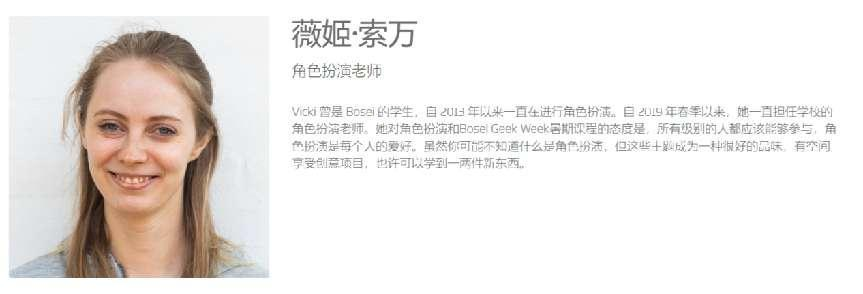 薇姬·索万
角色扮演老师
Vicki 曾是 Bosei 的学生，自 2013 年以来一直在进行角色扮演。自 2019 年春季以来，她一直担任学校的
角色扮演老师。她对角色扮演和Bosei Geek Week暑期课程的态度是，所有级别的人都应该能够参与，角
色扮演是每个人的爱好。虽然你可能不知道什么是角色扮演，但这些主题成为一种很好的品味，有空间
享受创意项目，也许可以学到一两件新东西。